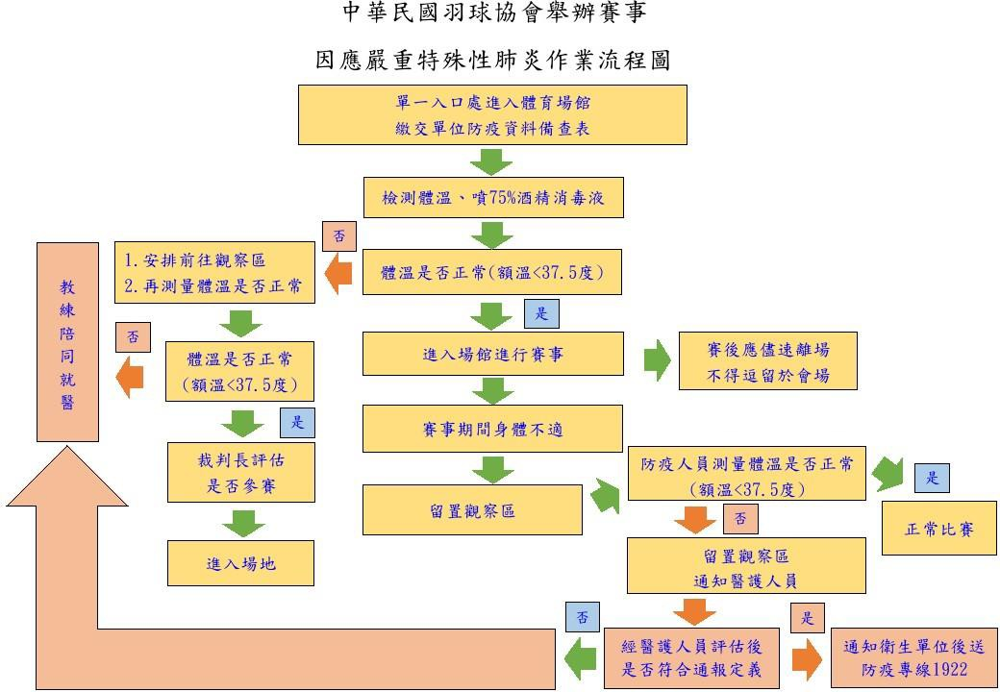 中華民國羽球協會舉辦賽事
因應嚴重特殊性肺炎作業流程圖
單一入口處進入體育場館
繳交單位防疫資料備查表
檢測體溫、噴75%酒精消毒液
否
體溫是否正常(額溫<37.5度)
1.安排前往觀察區
2.再測量體溫是否正常
教練陪同就醫
是
否
體溫是否正常
(額溫<37.5度)
進入場館進行賽事
賽後應儘速離場
不得逗留於會場
是
賽事期間身體不適
裁判長評估
是否參賽
防疫人員測量體溫是否正常
(額溫<37.5度)
是
留置觀察區
否
正常比賽
進入場地
留置觀察區
通知醫護人員
否
是
經醫護人員評估後
是否符合通報定義
通知衛生單位後送
防疫專線1922